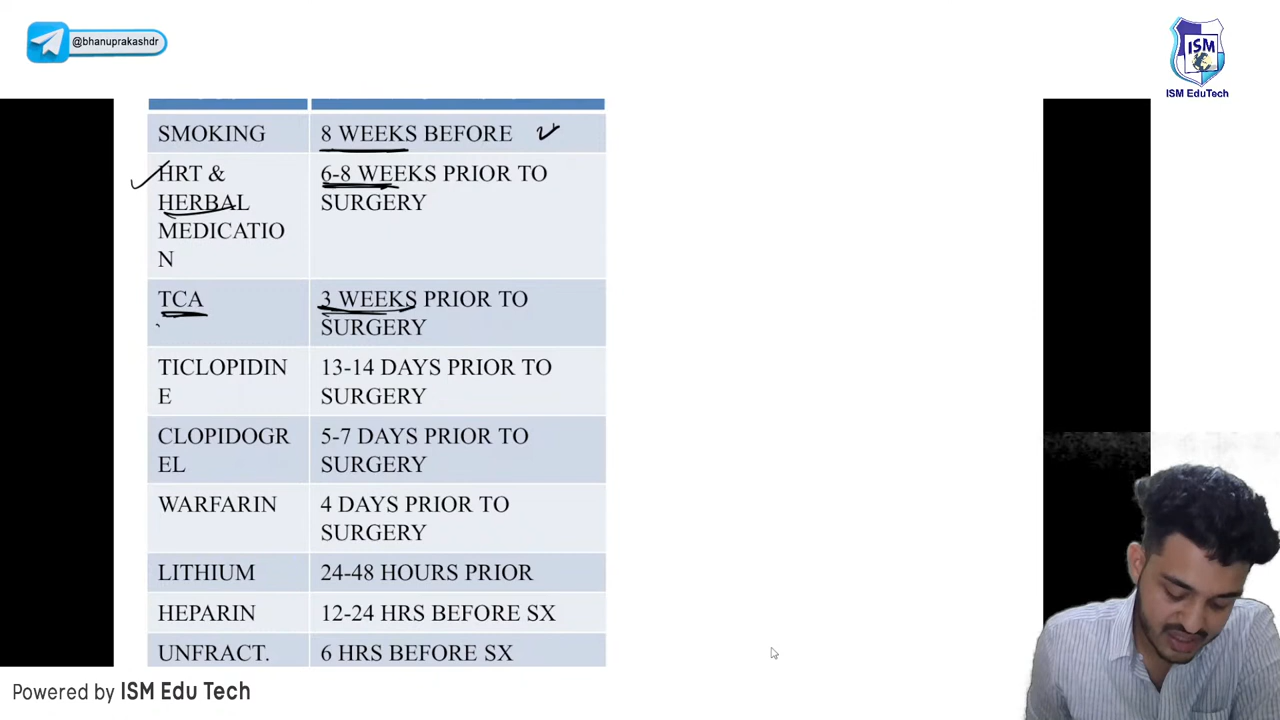 @bhanuprakashdr
ISM
ISM EduTech
SMOKING 8 WEEKS BEFORE
HRT & 6-8 WEEKS PRIOR TO
HERBAL SURGERY
MEDICATIO
N
TCA 3 WEEKS PRIOR TO
SURGERY
TICLOPIDIN 13-14 DAYS PRIOR TO
E SURGERY
CLOPIDOGR 5-7 DAYS PRIOR TO
EL SURGERY
WARFARIN 4 DAYS PRIOR TO
SURGERY
LITHIUM 24-48 HOURS PRIOR
HEPARIN 12-24 HRS BEFORE SX
UNFRACT. 6 HRS BEFORE SX
Powered by ISM Edu Tech